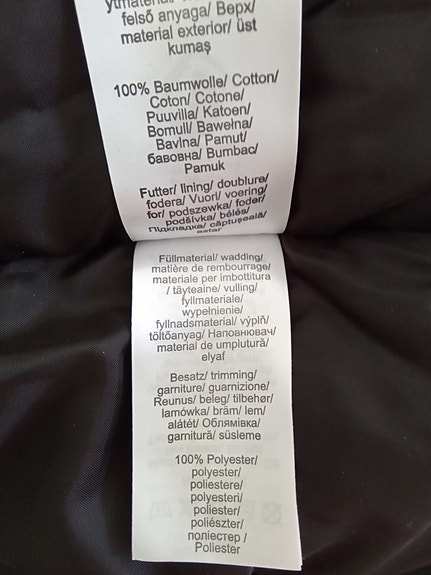 felső anyaga/ Верх/
material exterior/ üst
kumaş
100% Baumwolle/ Cotton/
Coton/ Cotone/
Puuvilla/ Katoen/
Bomull/ Bawełna/
Bavlna/ Pamut/
бавовна/ Bumbac/
Pamuk
Futter/ lining/ doublure/
fodera/ Vuori/ voering/
for/ podszewka/ foder/
podšívka/ bélés/
Підкладка/ căptuşeală/
astar
Füllmaterial/ wadding/
matière de rembourrage/
materiale per imbottitura
/ täyteaine/ vulling/
fyllmateriale/
wypełnienie/
fyllnadsmaterial/ výplň/
töltőanyag/ Наповнювач/
material de umplutură/
elyaf
Besatz/ trimming/
garniture/ guarnizione/
Reunus/ beleg/ tilbehør/
lamówka/ bräm/ lem/
alátét/ Облямівка/
garnitură/ süsleme
100% Polyester/
polyester/
poliestere/
polyesteri/
poliester/
poliészter/
поліестер /
Poliester